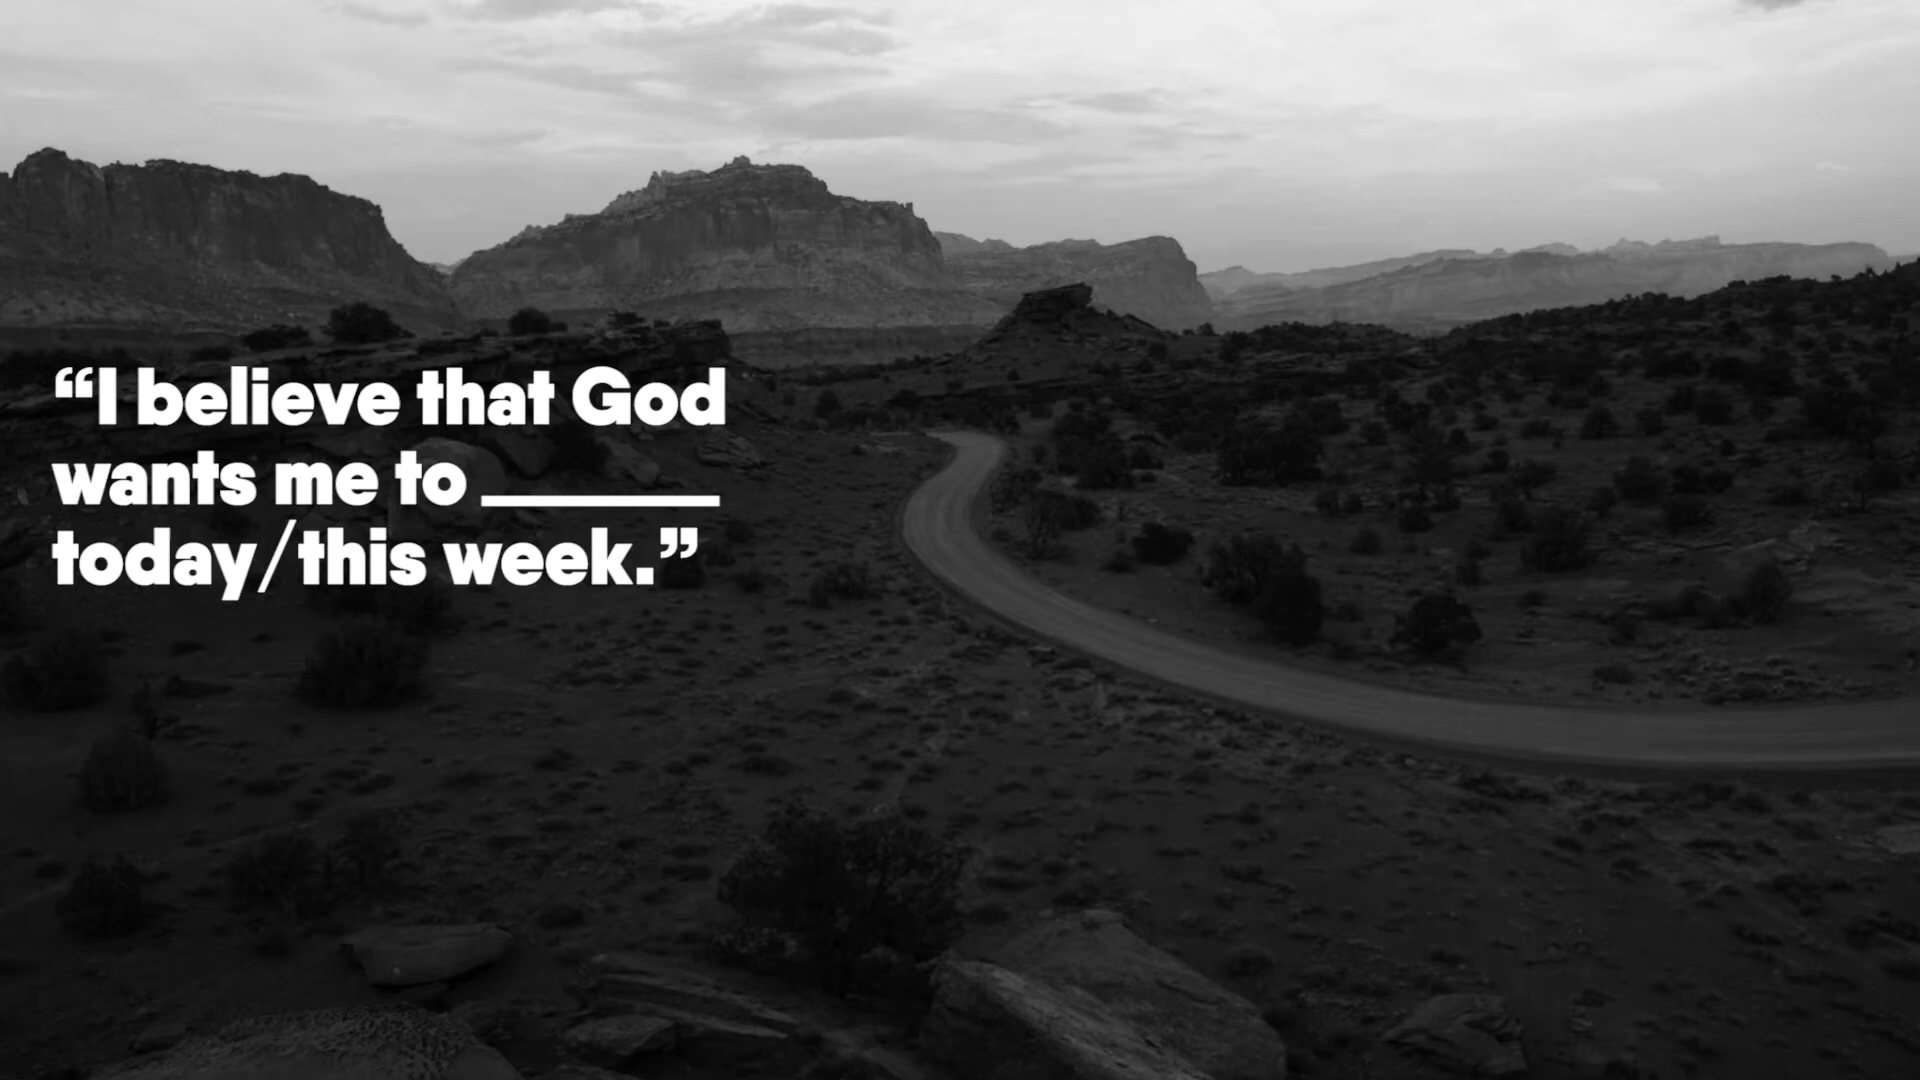 “I believe that God
wants me to ______
today/this week.”